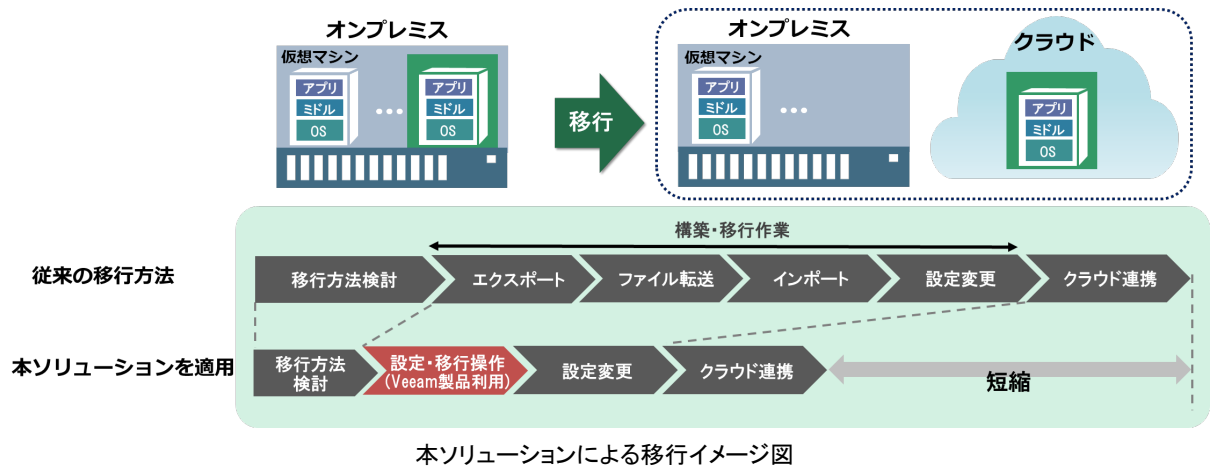 オンプレミス
仮想マシン
アプリ
ミドル
OS
...
アプリ
ミドル
OS
移行
オンプレミス
仮想マシン
アプリ
ミドル
OS
...
クラウド
アプリ
ミドル
OS
構築・移行作業
従来の移行方法
移行方法検討
エクスポート
ファイル転送
インポート
設定変更
クラウド連携
本ソリューションを適用
移行方法
検討
設定・移行操作
(Veeam製品利用)
設定変更
クラウド連携
短縮
本ソリューションによる移行イメージ図